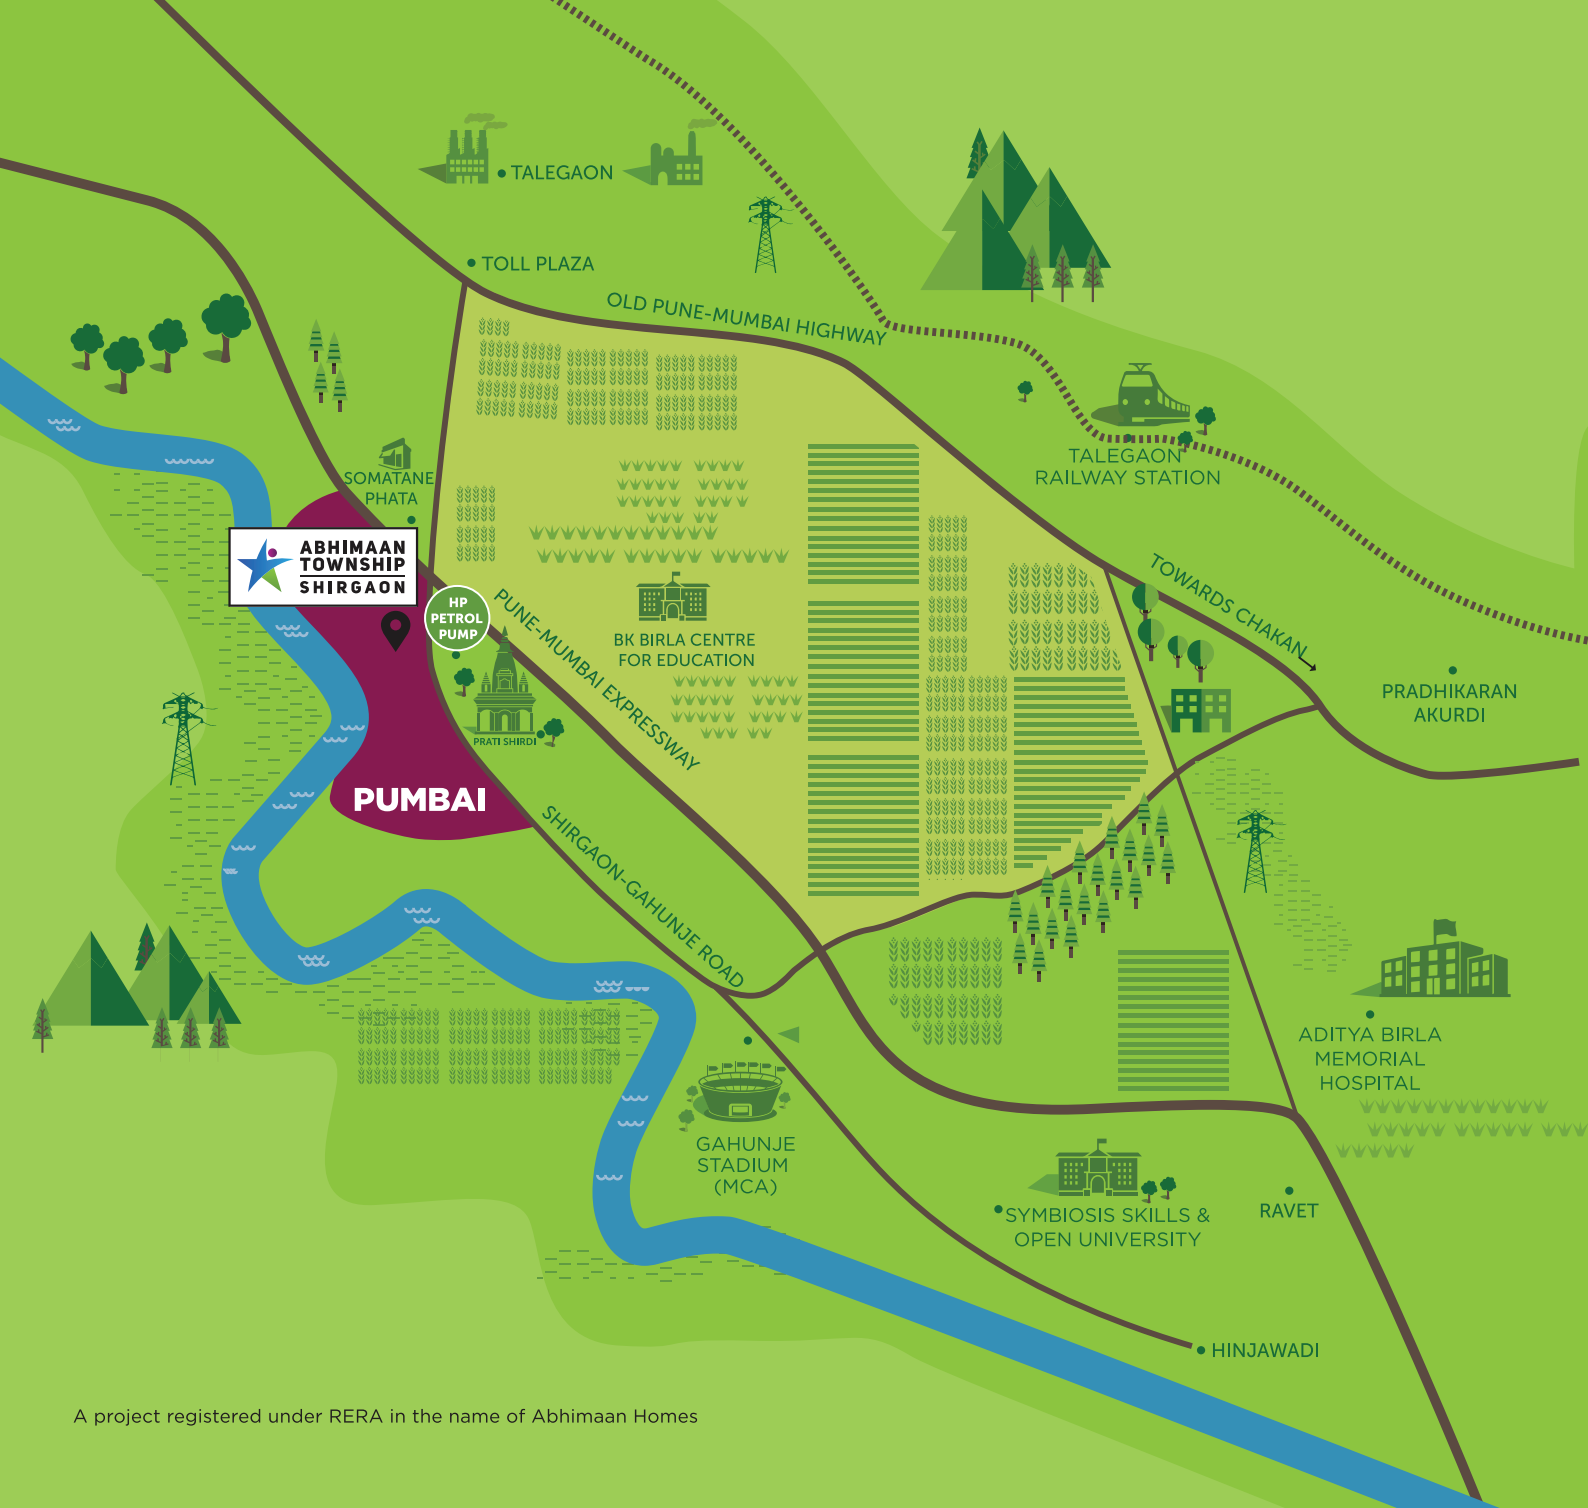 TALEGAON
TOLL PLAZA
OLD PUNE-MUMBAI HIGHWAY
TALEGAON
RAILWAY STATION
SOMATANE
PHATA
ABHIMAAN
TOWNSHIP
SHIRGAON
HP
PETROL
PUMP
PUNE-MUMBAI EXPRESSWAY
BK BIRLA CENTRE
FOR EDUCATION
TOWARDS CHAKAN
PRADHIKARAN
AKURDI
PRATI SHIRDI
PUMBAI
SHIRGAON-GAHUNJE ROAD
ADITYA BIRLA
MEMORIAL
HOSPITAL
GAHUNJE
STADIUM
(MCA)
SYMBIOSIS SKILLS &
OPEN UNIVERSITY
RAVET
HINJAWADI
A project registered under RERA in the name of Abhimaan Homes